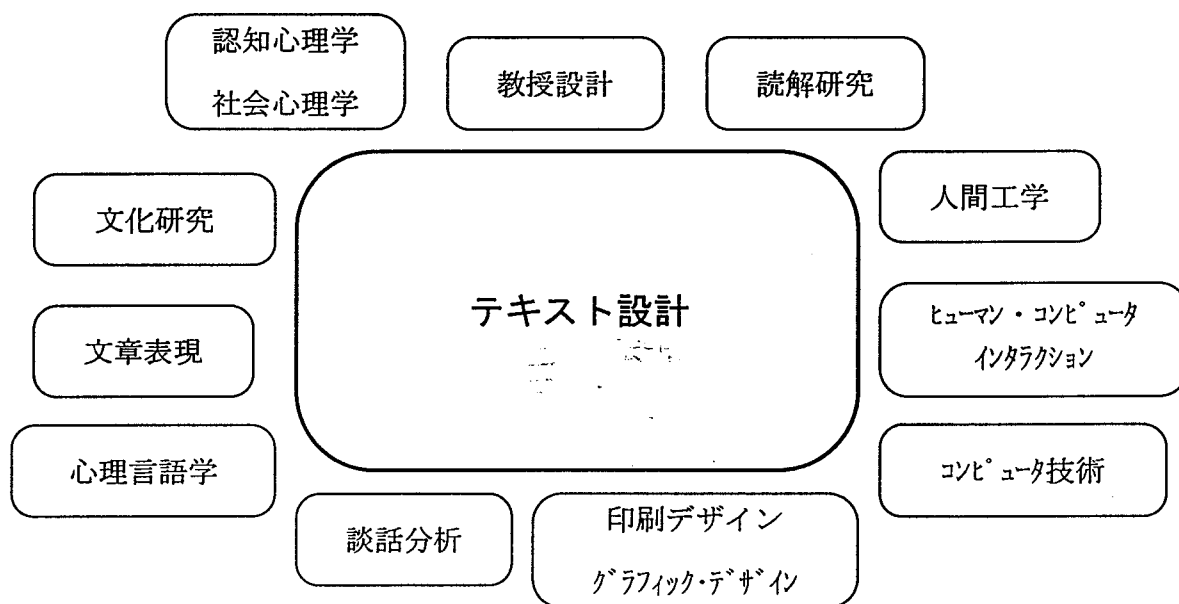 認知心理学
社会心理学
教授設計
読解研究
人間工学
文化研究
テキスト設計
ﾋｭｰﾏﾝ・ｺﾝﾋﾟｭｰﾀ
ｲﾝﾀﾗｸｼｮﾝ
文章表現
心理言語学
ｺﾝﾋﾟｭｰﾀ技術
談話分析
印刷デザイン
ｸﾞﾗﾌｨｯｸ・ﾃﾞｻﾞｲﾝ